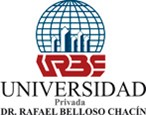 URBE
UNIVERSIDAD
Privada
DR. RAFAEL BELLOSO CHACÍN